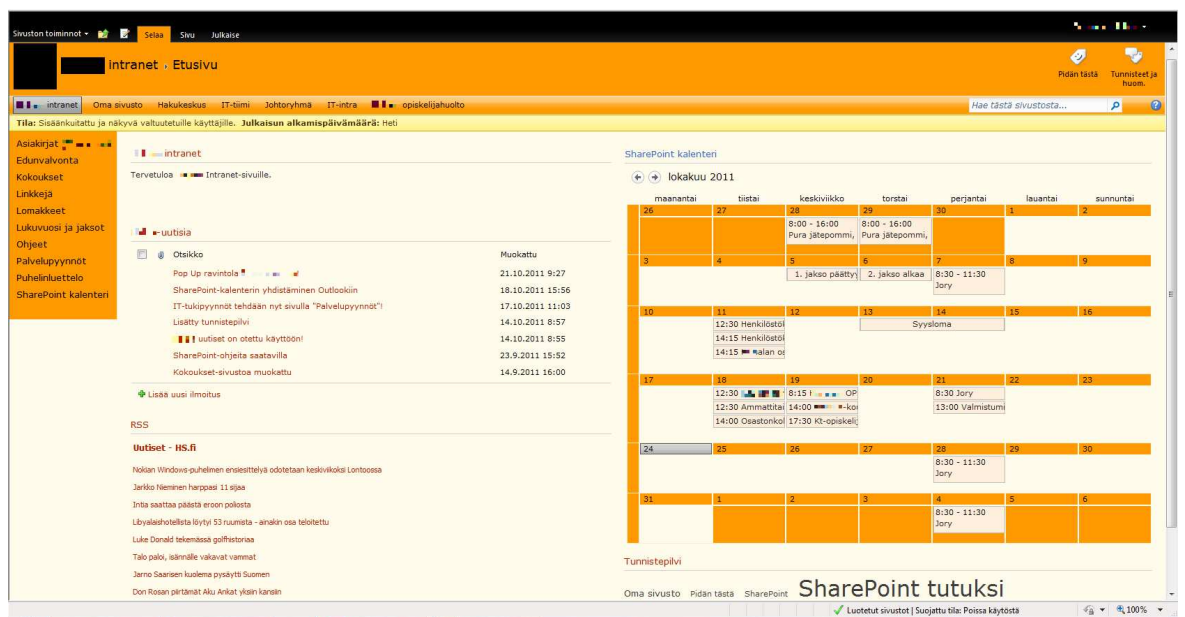 Sivuston toiminnot
Selaa
Sivu
Julkaise
intranet › Etusivu
Pidän tästä
Tunnisteet ja huom.
intranet
Oma sivusto
Hakukeskus
IT-tiimi
Johtoryhmä
IT-intra
opiskelijahuolto
Hae tästä sivustosta...
Tila: Sisäänkuitattu ja näkyvä valtuutetuille käyttäjille. Julkaisun alkamispäivämäärä: Heti
Asiakirjat
Edunvalvonta
Kokoukset
Linkkejä
Lomakkeet
Lukuvuosi ja jaksot
Ohjeet
Palvelupyynnöt
Puhelinluettelo
SharePoint kalenteri
intranet
Tervetuloa Intranet-sivuille.
-uutisia
Otsikko Muokattu
Pop Up ravintola 21.10.2011 9:27
SharePoint-kalenterin yhdistäminen Outlookiin 18.10.2011 15:56
IT-tukipyynnöt tehdään nyt sivulla "Palvelupyynnöt"! 17.10.2011 11:03
Lisätty tunnistepilvi 14.10.2011 8:57
uutiset on otettu käyttöön! 14.10.2011 8:55
SharePoint-ohjeita saatavilla 23.9.2011 15:52
Kokoukset-sivustoa muokattu 14.9.2011 16:00
Lisää uusi ilmoitus
RSS
Uutiset - HS.fi
Nokian Windows-puhelimen ensiesittelyä odotetaan keskiviikoksi Lontoossa
Jarkko Nieminen harppasi 11 sijaa
Intia saattaa päästä eroon poliosta
Libyalaishotellista löytyi 53 ruumista - ainakin osa teloitettu
Luke Donald tekemässä golfhistoriaa
Talo paloi, isännälle vakavat vammat
Jarno Saarisen kuolema pysäytti Suomen
Don Rosan piirtämät Aku Ankat yksiin kansiin
SharePoint kalenteri
lokakuu 2011
maanantai tiistai keskiviikko torstai perjantai lauantai sunnuntai
26 27 28 29 30 1 2
8:00 - 16:00 8:00 - 16:00
Pura jätepommi, Pura jätepommi,
3 4 5 6 7 8 9
1. jakso päättyy 2. jakso alkaa 8:30 - 11:30
Jory
10 11 12 13 14 15 16
12:30 Henkilöstöl Syysloma
14:15 Henkilöstöl
14:15 alan os
17 18 19 20 21 22 23
12:30 8:15 OP 8:30 Jory
12:30 Ammattitai 14:00 -kou 13:00 Valmistumi
14:00 Osastonkol 17:30 Kt-opiskelij
24 25 26 27 28 29 30
8:30 - 11:30
Jory
31 1 2 3 4 5 6
8:30 - 11:30
Jory
Tunnistepilvi
Oma sivusto Pidän tästä SharePoint SharePoint tutuksi
Luotetut sivustot | Suojattu tila: Poissa käytöstä
100%